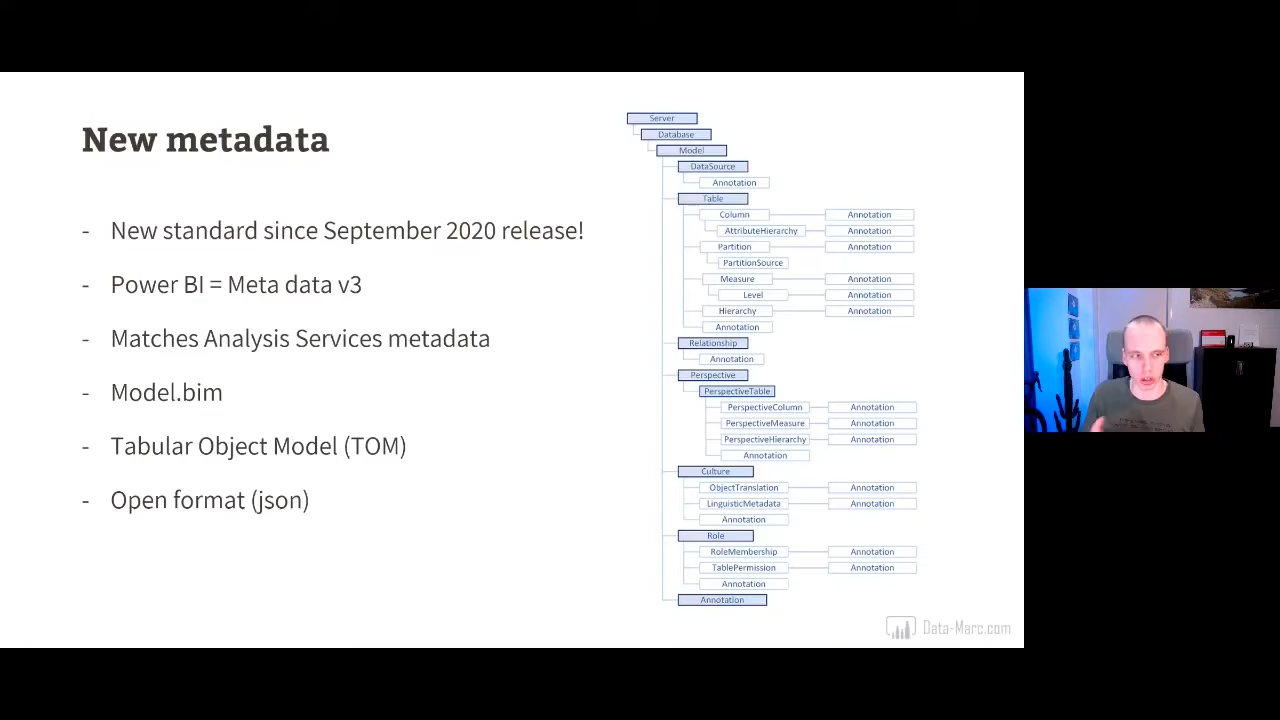 New metadata
- New standard since September 2020 release!
- Power BI = Meta data v3
- Matches Analysis Services metadata
- Model.bim
- Tabular Object Model (TOM)
- Open format (json)
Server
Database
Model
DataSource
Annotation
Table
Column Annotation
AttributeHierarchy Annotation
Partition Annotation
PartitionSource
Measure Annotation
Level Annotation
Hierarchy Annotation
Annotation
Relationship
Annotation
Perspective
PerspectiveTable
PerspectiveColumn Annotation
PerspectiveMeasure Annotation
PerspectiveHierarchy Annotation
Annotation
Culture
ObjectTranslation Annotation
LinguisticMetadata Annotation
Annotation
Role
RoleMembership Annotation
TablePermission Annotation
Annotation
Annotation
Data-Marc.com